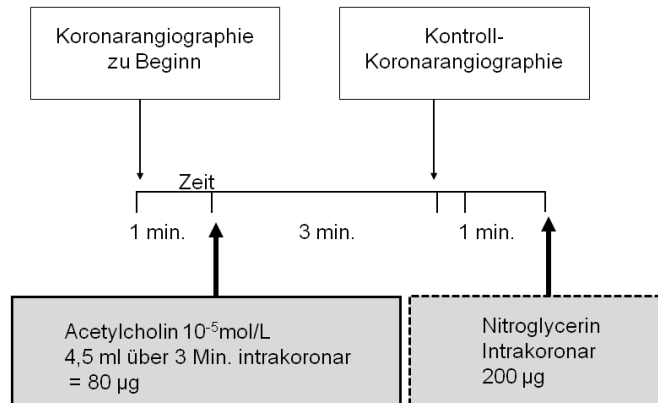 Koronarangiographie
zu Beginn
Kontroll-
Koronarangiographie
Zeit
1 min.
3 min.
1 min.
Acetylcholin 10⁻⁵mol/L
4,5 ml über 3 Min. intrakoronar
= 80 µg
Nitroglycerin
Intrakoronar
200 µg